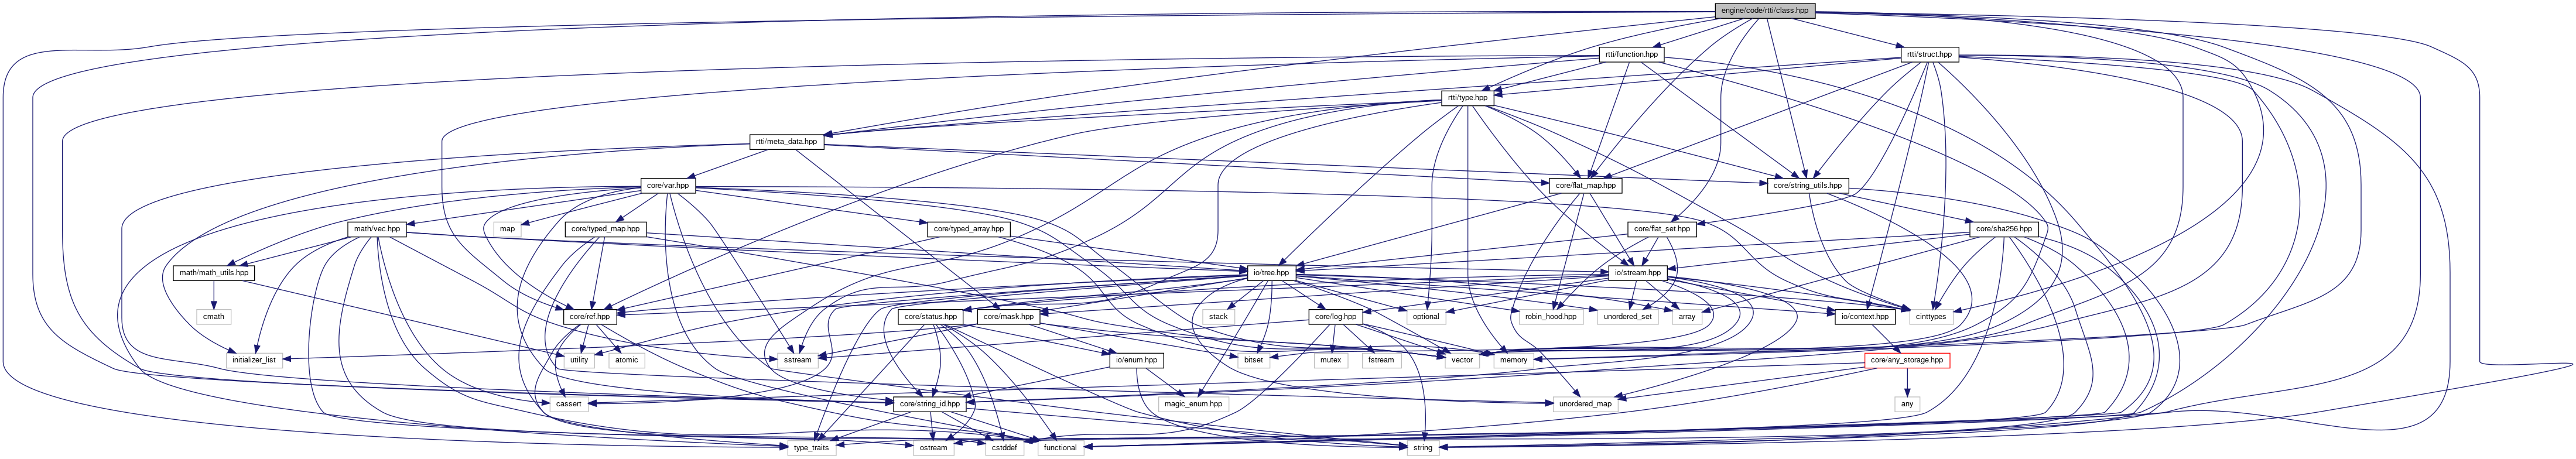 engine/code/rtti/class.hpp
rtti/function.hpp
rtti/struct.hpp
rtti/type.hpp
rtti/meta_data.hpp
core/var.hpp
core/flat_map.hpp
core/string_utils.hpp
math/vec.hpp
map
core/typed_map.hpp
core/typed_array.hpp
core/flat_set.hpp
core/sha256.hpp
math/math_utils.hpp
io/tree.hpp
io/stream.hpp
cmath
core/ref.hpp
core/status.hpp
core/mask.hpp
stack
core/log.hpp
optional
robin_hood.hpp
unordered_set
array
io/context.hpp
cinttypes
initializer_list
utility
atomic
sstream
io/enum.hpp
bitset
mutex
fstream
vector
memory
core/any_storage.hpp
cassert
core/string_id.hpp
magic_enum.hpp
unordered_map
any
type_traits
ostream
cstddef
functional
string